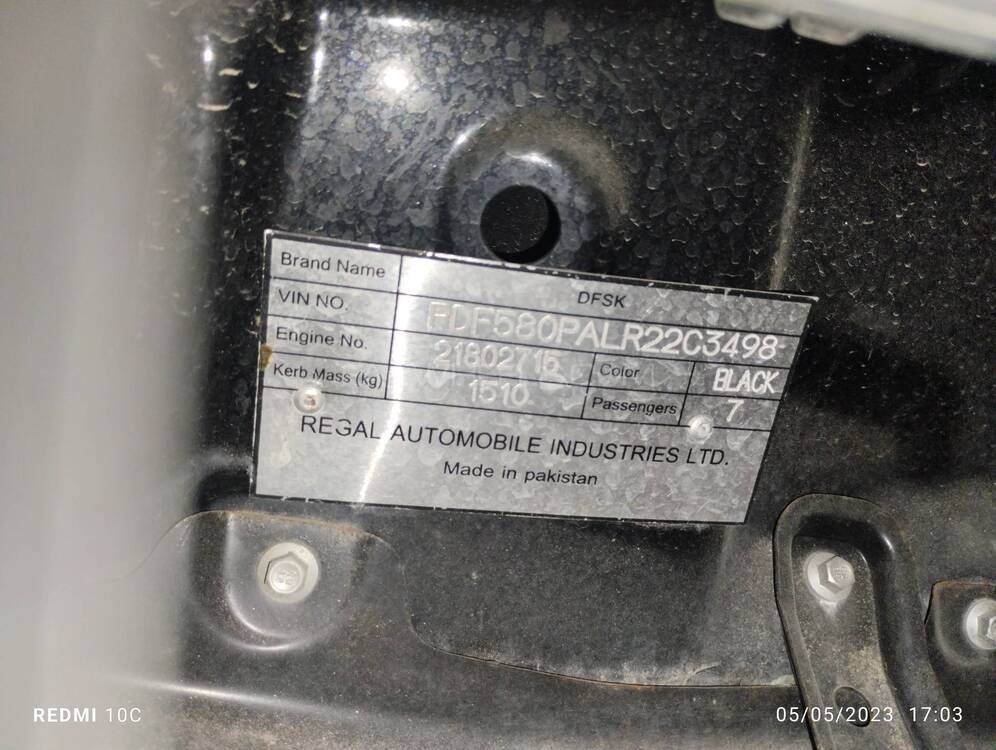 Brand Name DFSK
VIN NO. PDF580PALR22C3498
Engine No. 21802715 Color BLACK
Kerb Mass (kg) 1510 Passengers 7
REGAL AUTOMOBILE INDUSTRIES LTD.
Made in pakistan
REDMI 10C 05/05/2023 17:03